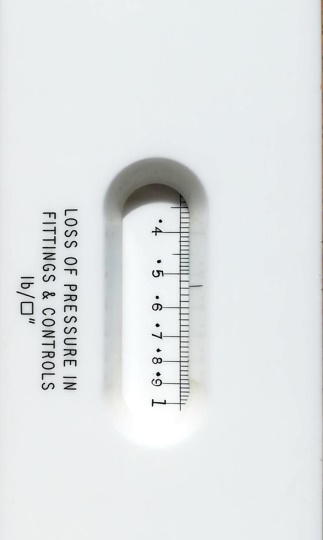 ·4 ·5 ·6 ·7 ·8 ·9 1
LOSS OF PRESSURE IN
FITTINGS & CONTROLS
lb/□"